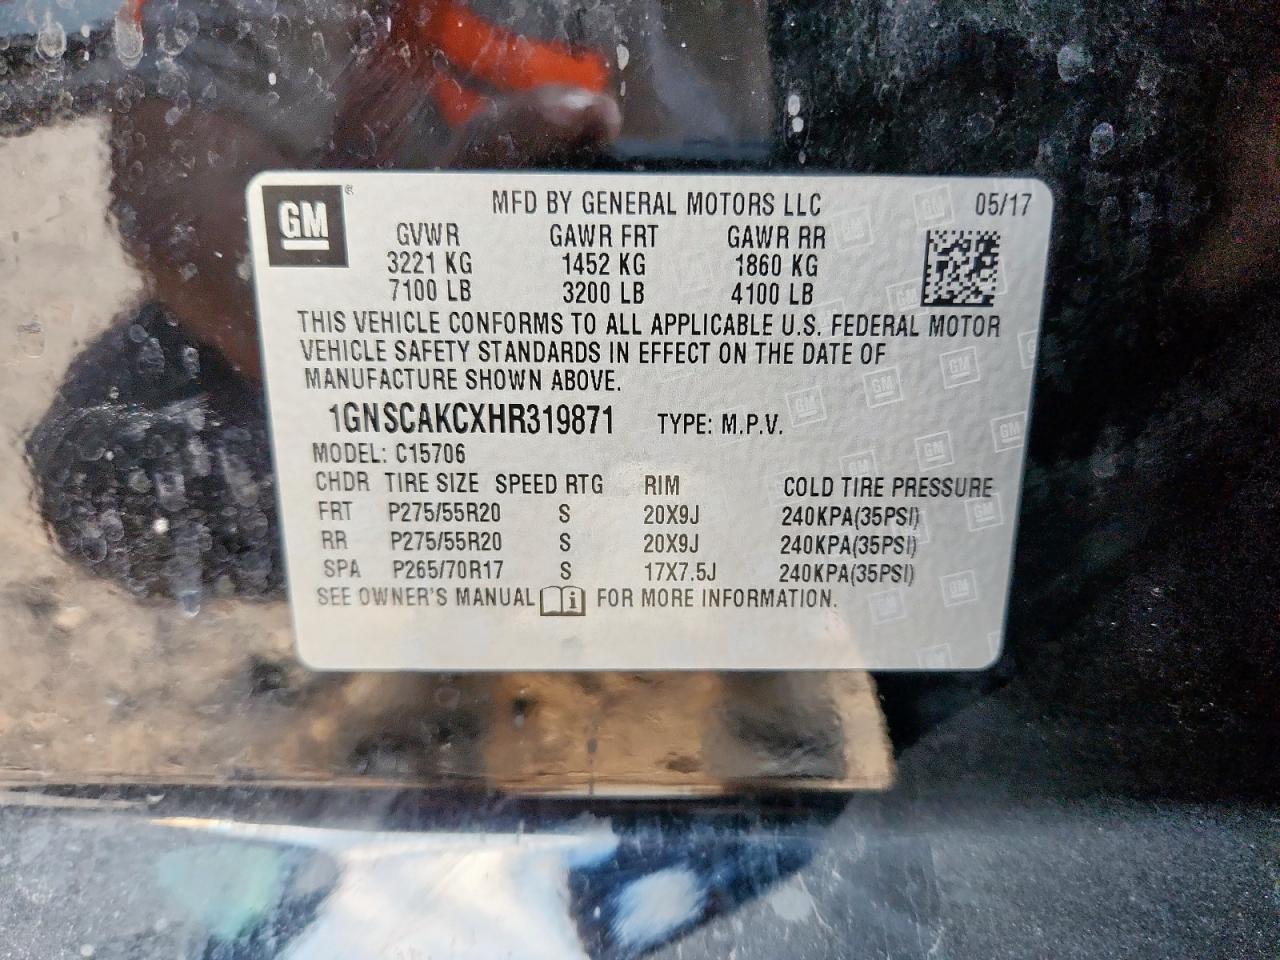 GM ® MFD BY GENERAL MOTORS LLC 05/17
GVWR GAWR FRT GAWR RR
3221 KG 1452 KG 1860 KG
7100 LB 3200 LB 4100 LB
THIS VEHICLE CONFORMS TO ALL APPLICABLE U.S. FEDERAL MOTOR
VEHICLE SAFETY STANDARDS IN EFFECT ON THE DATE OF
MANUFACTURE SHOWN ABOVE.
1GNSCAKCXHR319871 TYPE: M.P.V.
MODEL: C15706
CHDR TIRE SIZE SPEED RTG RIM COLD TIRE PRESSURE
FRT P275/55R20 S 20X9J 240KPA(35PSI)
RR P275/55R20 S 20X9J 240KPA(35PSI)
SPA P265/70R17 S 17X7.5J 240KPA(35PSI)
SEE OWNER'S MANUAL i FOR MORE INFORMATION.